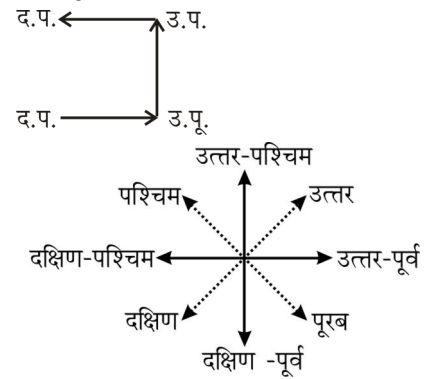 द.प. उ.प.
द.प. उ.पू.
उत्तर-पश्चिम
पश्चिम उत्तर
दक्षिण-पश्चिम उत्तर-पूर्व
दक्षिण पूरब
दक्षिण -पूर्व